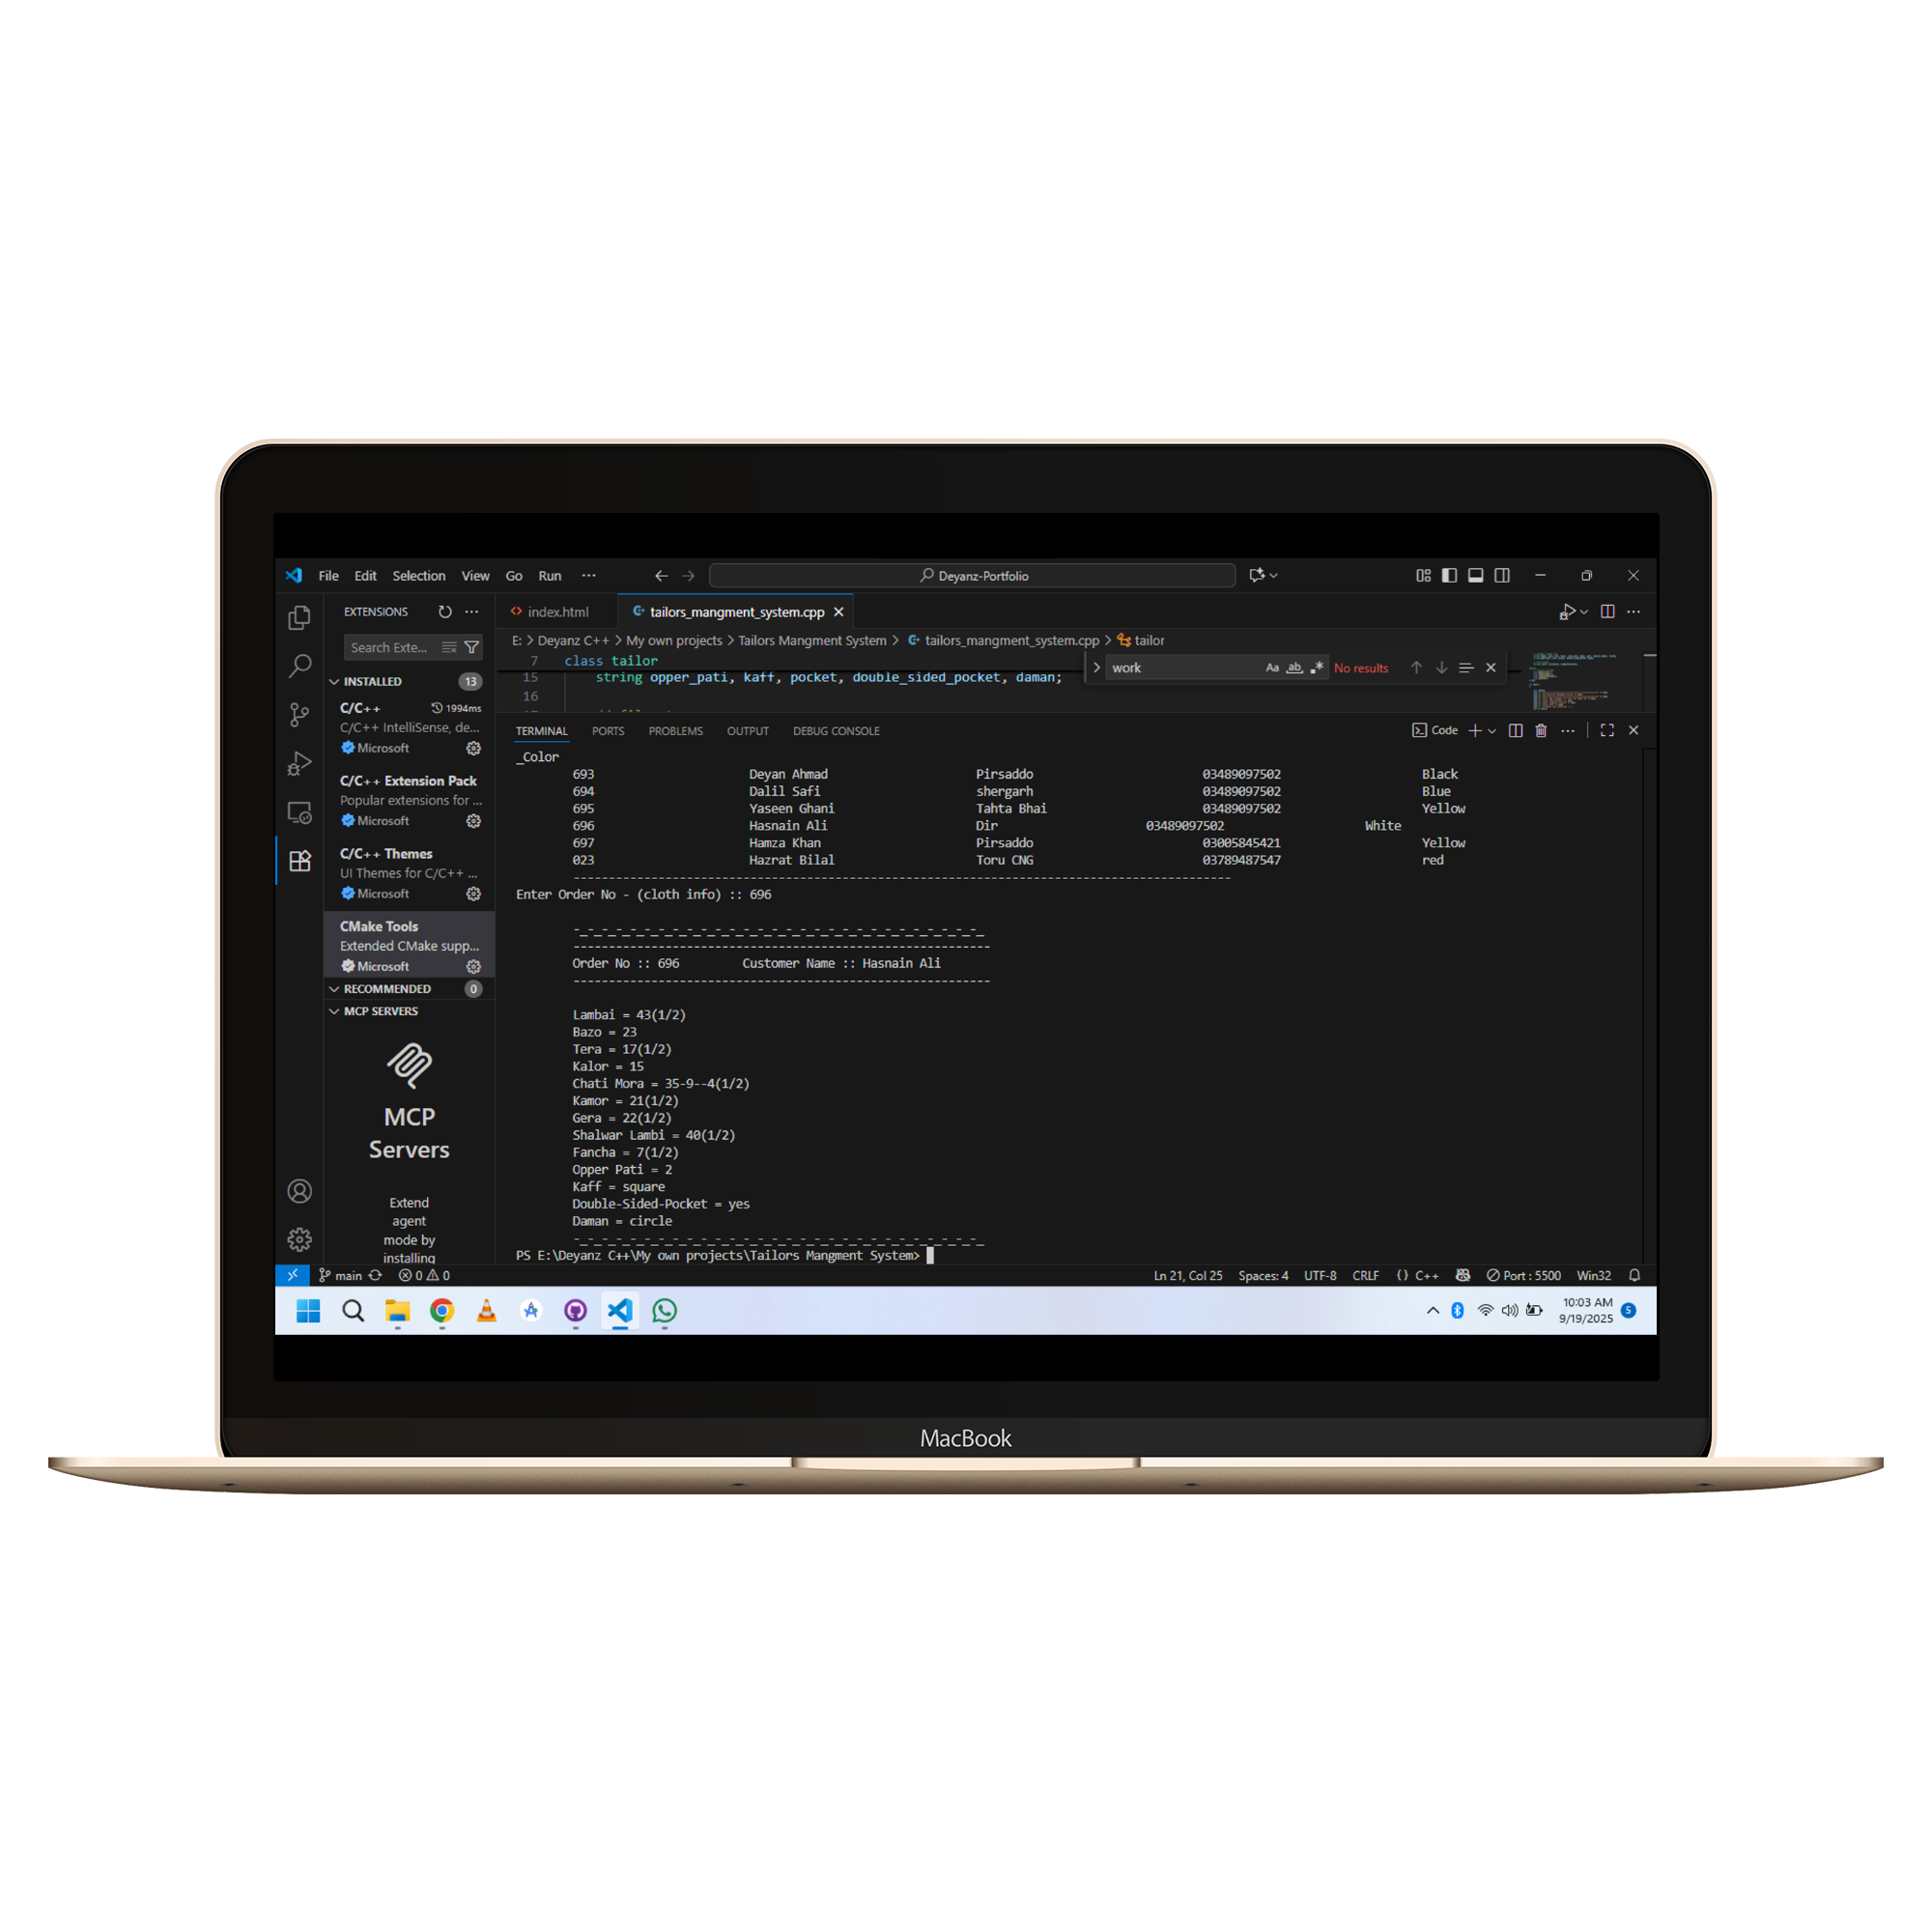 File Edit Selection View Go Run ··· Deyanz-Portfolio
EXTENSIONS
Search Exte...
INSTALLED 13
C/C++ 1994ms
C/C++ IntelliSense, de...
Microsoft
C/C++ Extension Pack
Popular extensions for ...
Microsoft
C/C++ Themes
UI Themes for C/C++ ...
Microsoft
CMake Tools
Extended CMake supp...
Microsoft
RECOMMENDED 0
MCP SERVERS
MCP
Servers
Extend
agent
mode by
installing
index.html tailors_mangment_system.cpp
E: > Deyanz C++ > My own projects > Tailors Mangment System > tailors_mangment_system.cpp > tailor
7 class tailor
15 string opper_pati, kaff, pocket, double_sided_pocket, daman;
16
work Aa ab .* No results
TERMINAL PORTS PROBLEMS OUTPUT DEBUG CONSOLE Code
_Color
693 Deyan Ahmad Pirsaddo 03489097502 Black
694 Dalil Safi shergarh 03489097502 Blue
695 Yaseen Ghani Tahta Bhai 03489097502 Yellow
696 Hasnain Ali Dir 03489097502 White
697 Hamza Khan Pirsaddo 03005845421 Yellow
023 Hazrat Bilal Toru CNG 03789487547 red
Enter Order No - (cloth info) :: 696
Order No :: 696 Customer Name :: Hasnain Ali
Lambai = 43(1/2)
Bazo = 23
Tera = 17(1/2)
Kalor = 15
Chati Mora = 35-9--4(1/2)
Kamor = 21(1/2)
Gera = 22(1/2)
Shalwar Lambi = 40(1/2)
Fancha = 7(1/2)
Opper Pati = 2
Kaff = square
Double-Sided-Pocket = yes
Daman = circle
PS E:\Deyanz C++\My own projects\Tailors Mangment System>
main 0 0 Ln 21, Col 25 Spaces: 4 UTF-8 CRLF {} C++ Port : 5500 Win32
10:03 AM
9/19/2025 5
MacBook